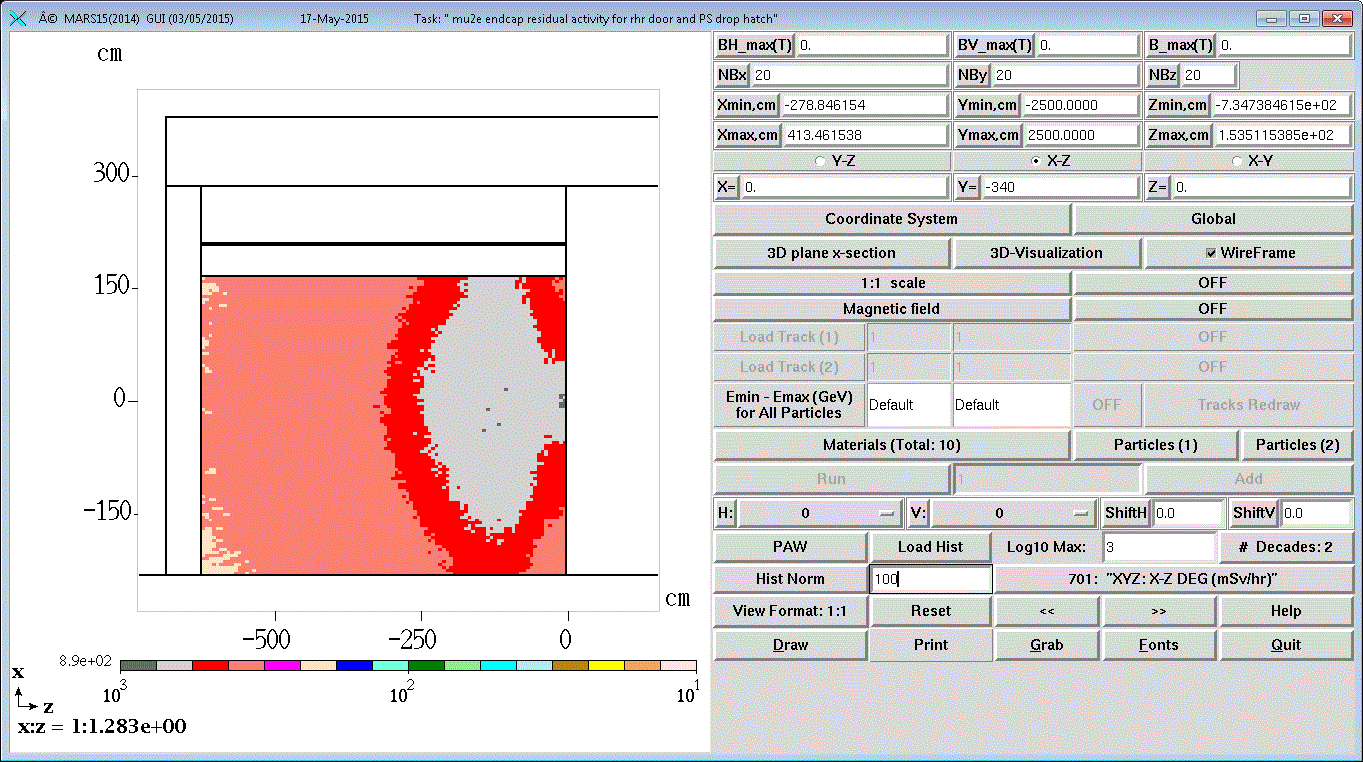 Â© MARS15(2014) GUI (03/05/2015) 17-May-2015 Task: " mu2e endcap residual activity for rhr door and PS drop hatch"
cm
300
150
0
-150
cm
-500 -250 0
8.9e+02
10^3 10^2 10^1
x
z
x:z = 1:1.283e+00
BH_max(T) 0. BV_max(T) 0. B_max(T) 0.
NBx 20 NBy 20 NBz 20
Xmin,cm -278.846154 Ymin,cm -2500.0000 Zmin,cm -7.347384615e+02
Xmax,cm 413.461538 Ymax,cm 2500.0000 Zmax,cm 1.535115385e+02
Y-Z X-Z X-Y
X= 0. Y= -340 Z= 0.
Coordinate System Global
3D plane x-section 3D-Visualization WireFrame
1:1 scale OFF
Magnetic field OFF
Load Track (1) 1 1 OFF
Load Track (2) 1 1 OFF
Emin - Emax (GeV)
for All Particles Default Default OFF Tracks Redraw
Materials (Total: 10) Particles (1) Particles (2)
Run 1 Add
H: 0 V: 0 ShiftH 0.0 ShiftV 0.0
PAW Load Hist Log10 Max: 3 # Decades: 2
Hist Norm 100 701: "XYZ: X-Z DEG (mSv/hr)"
View Format: 1:1 Reset << >> Help
Draw Print Grab Fonts Quit